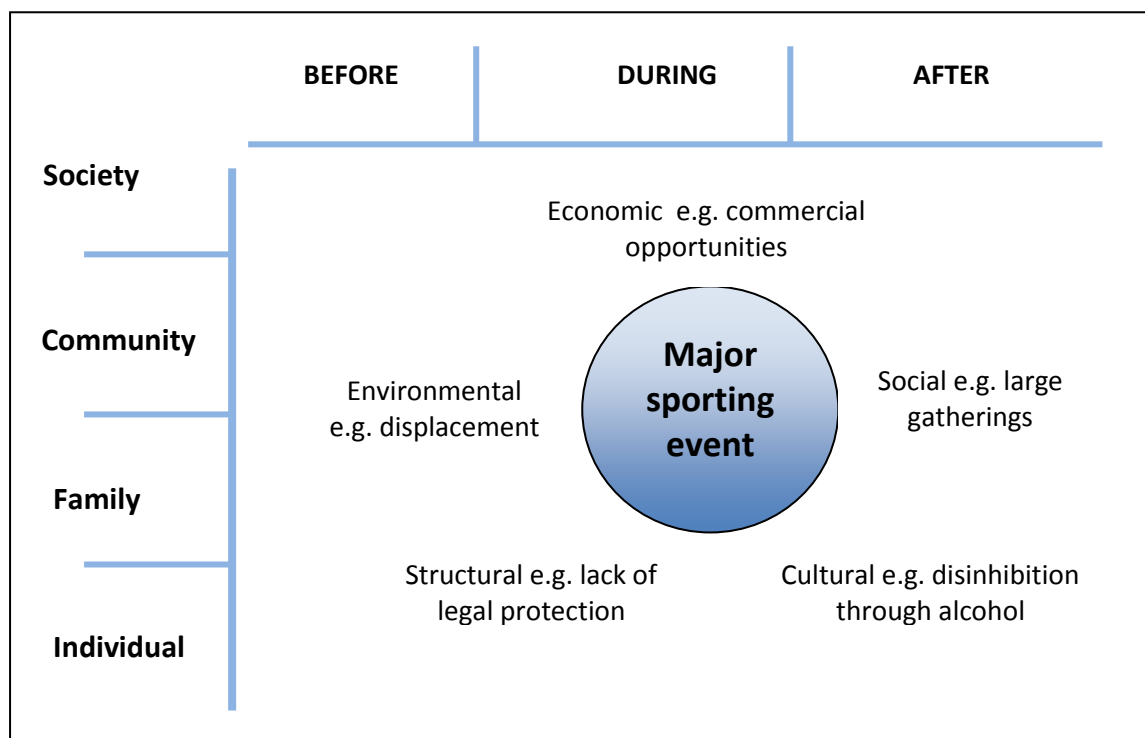 BEFORE DURING AFTER
Society
Economic e.g. commercial
opportunities
Community
Major
sporting
event
Environmental
e.g. displacement
Social e.g. large
gatherings
Family
Structural e.g. lack of
legal protection
Cultural e.g. disinhibition
through alcohol
Individual